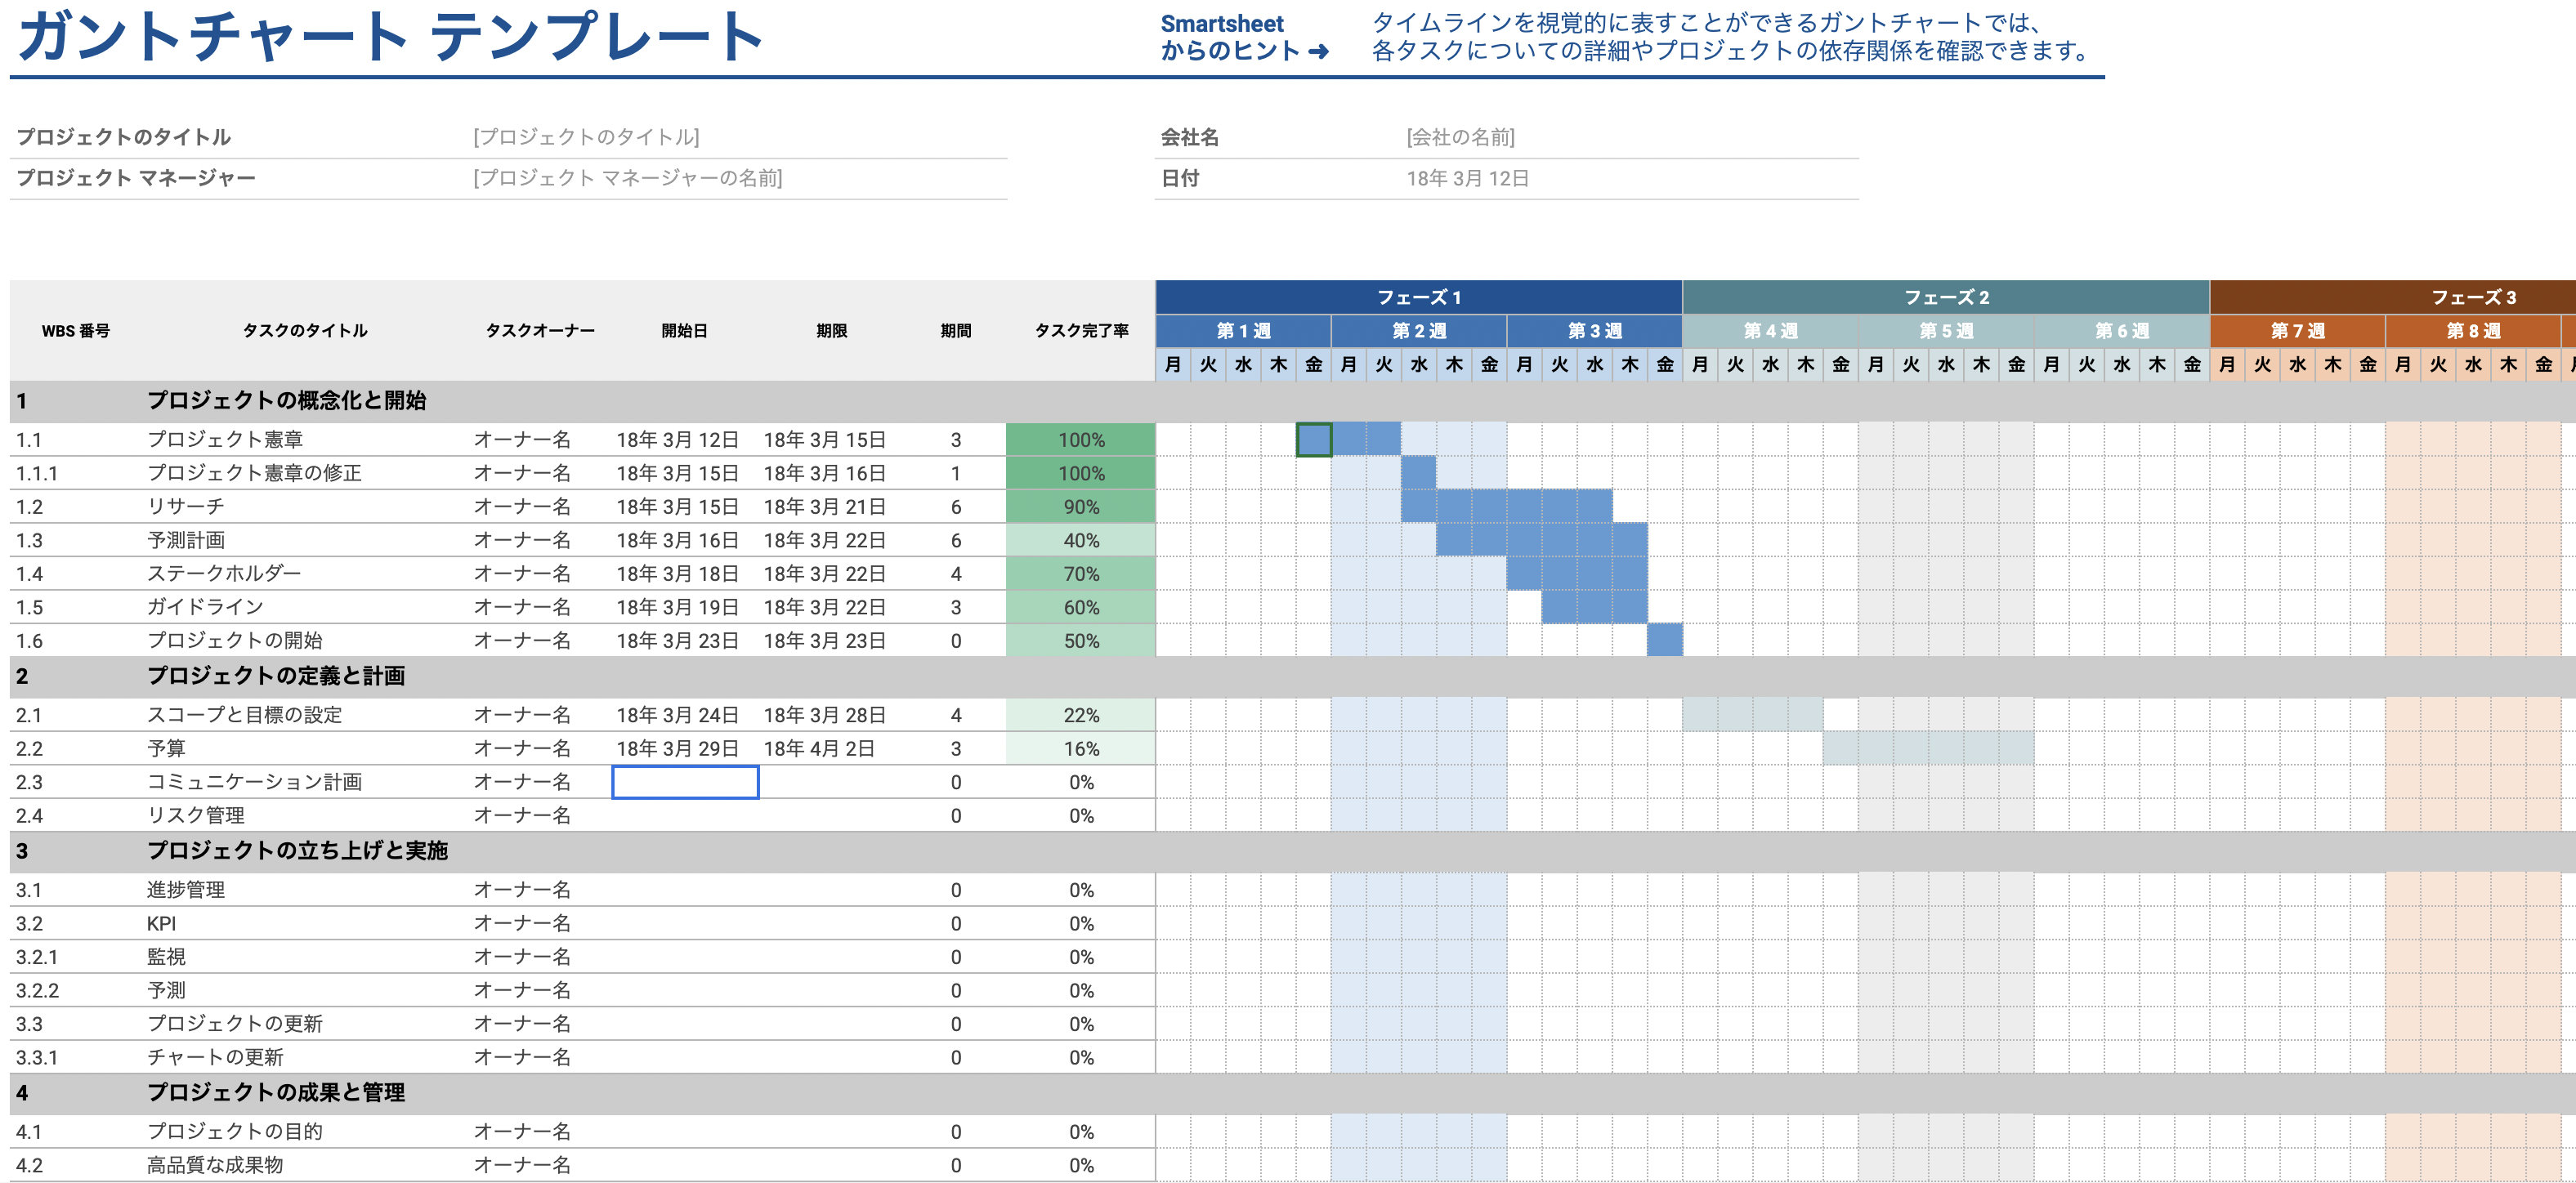 ガントチャート テンプレート
Smartsheet
からのヒント ➜
タイムラインを視覚的に表すことができるガントチャートでは、
各タスクについての詳細やプロジェクトの依存関係を確認できます。
プロジェクトのタイトル [プロジェクトのタイトル] 会社名 [会社の名前]
プロジェクト マネージャー [プロジェクト マネージャーの名前] 日付 18年 3月 12日
フェーズ 1 フェーズ 2 フェーズ 3
WBS 番号 タスクのタイトル タスクオーナー 開始日 期限 期間 タスク完了率 第 1 週 第 2 週 第 3 週 第 4 週 第 5 週 第 6 週 第 7 週 第 8 週
月 火 水 木 金 月 火 水 木 金 月 火 水 木 金 月 火 水 木 金 月 火 水 木 金 月 火 水 木 金 月 火 水 木 金 月 火 水 木 金
1 プロジェクトの概念化と開始
1.1 プロジェクト憲章 オーナー名 18年 3月 12日 18年 3月 15日 3 100%
1.1.1 プロジェクト憲章の修正 オーナー名 18年 3月 15日 18年 3月 16日 1 100%
1.2 リサーチ オーナー名 18年 3月 15日 18年 3月 21日 6 90%
1.3 予測計画 オーナー名 18年 3月 16日 18年 3月 22日 6 40%
1.4 ステークホルダー オーナー名 18年 3月 18日 18年 3月 22日 4 70%
1.5 ガイドライン オーナー名 18年 3月 19日 18年 3月 22日 3 60%
1.6 プロジェクトの開始 オーナー名 18年 3月 23日 18年 3月 23日 0 50%
2 プロジェクトの定義と計画
2.1 スコープと目標の設定 オーナー名 18年 3月 24日 18年 3月 28日 4 22%
2.2 予算 オーナー名 18年 3月 29日 18年 4月 2日 3 16%
2.3 コミュニケーション計画 オーナー名 0 0%
2.4 リスク管理 オーナー名 0 0%
3 プロジェクトの立ち上げと実施
3.1 進捗管理 オーナー名 0 0%
3.2 KPI オーナー名 0 0%
3.2.1 監視 オーナー名 0 0%
3.2.2 予測 オーナー名 0 0%
3.3 プロジェクトの更新 オーナー名 0 0%
3.3.1 チャートの更新 オーナー名 0 0%
4 プロジェクトの成果と管理
4.1 プロジェクトの目的 オーナー名 0 0%
4.2 高品質な成果物 オーナー名 0 0%